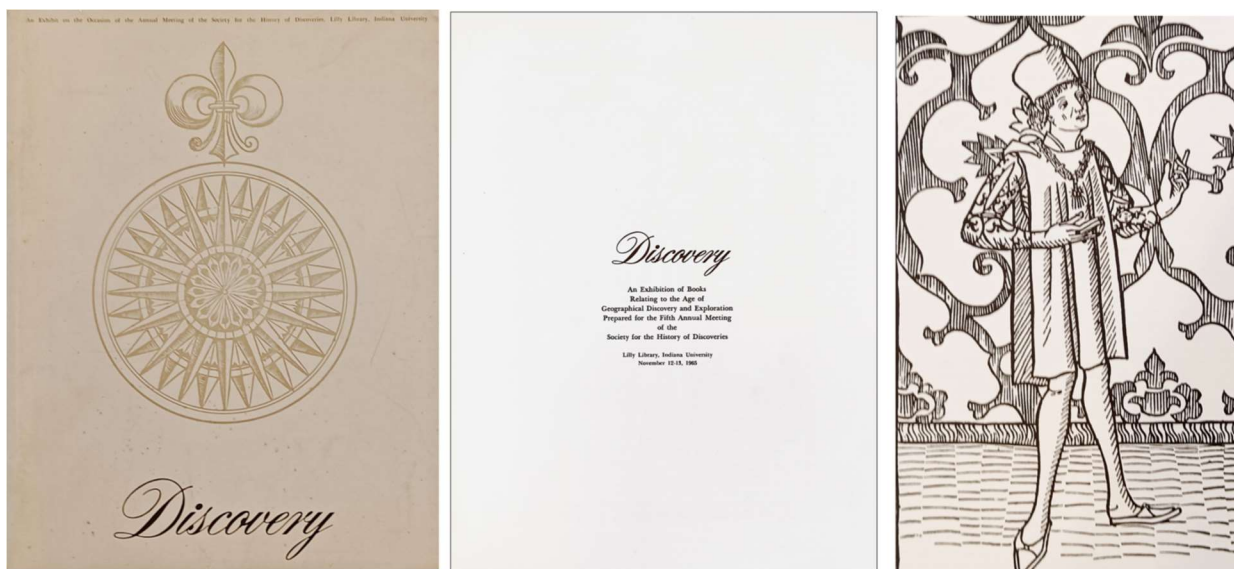 An Exhibit on the Occasion of the Annual Meeting of the Society for the History of Discoveries, Lilly Library, Indiana University
Discovery
Discovery
An Exhibition of Books
Relating to the Age of
Geographical Discovery and Exploration
Prepared for the Fifth Annual Meeting
of the
Society for the History of Discoveries
Lilly Library, Indiana University
November 12-13, 1965